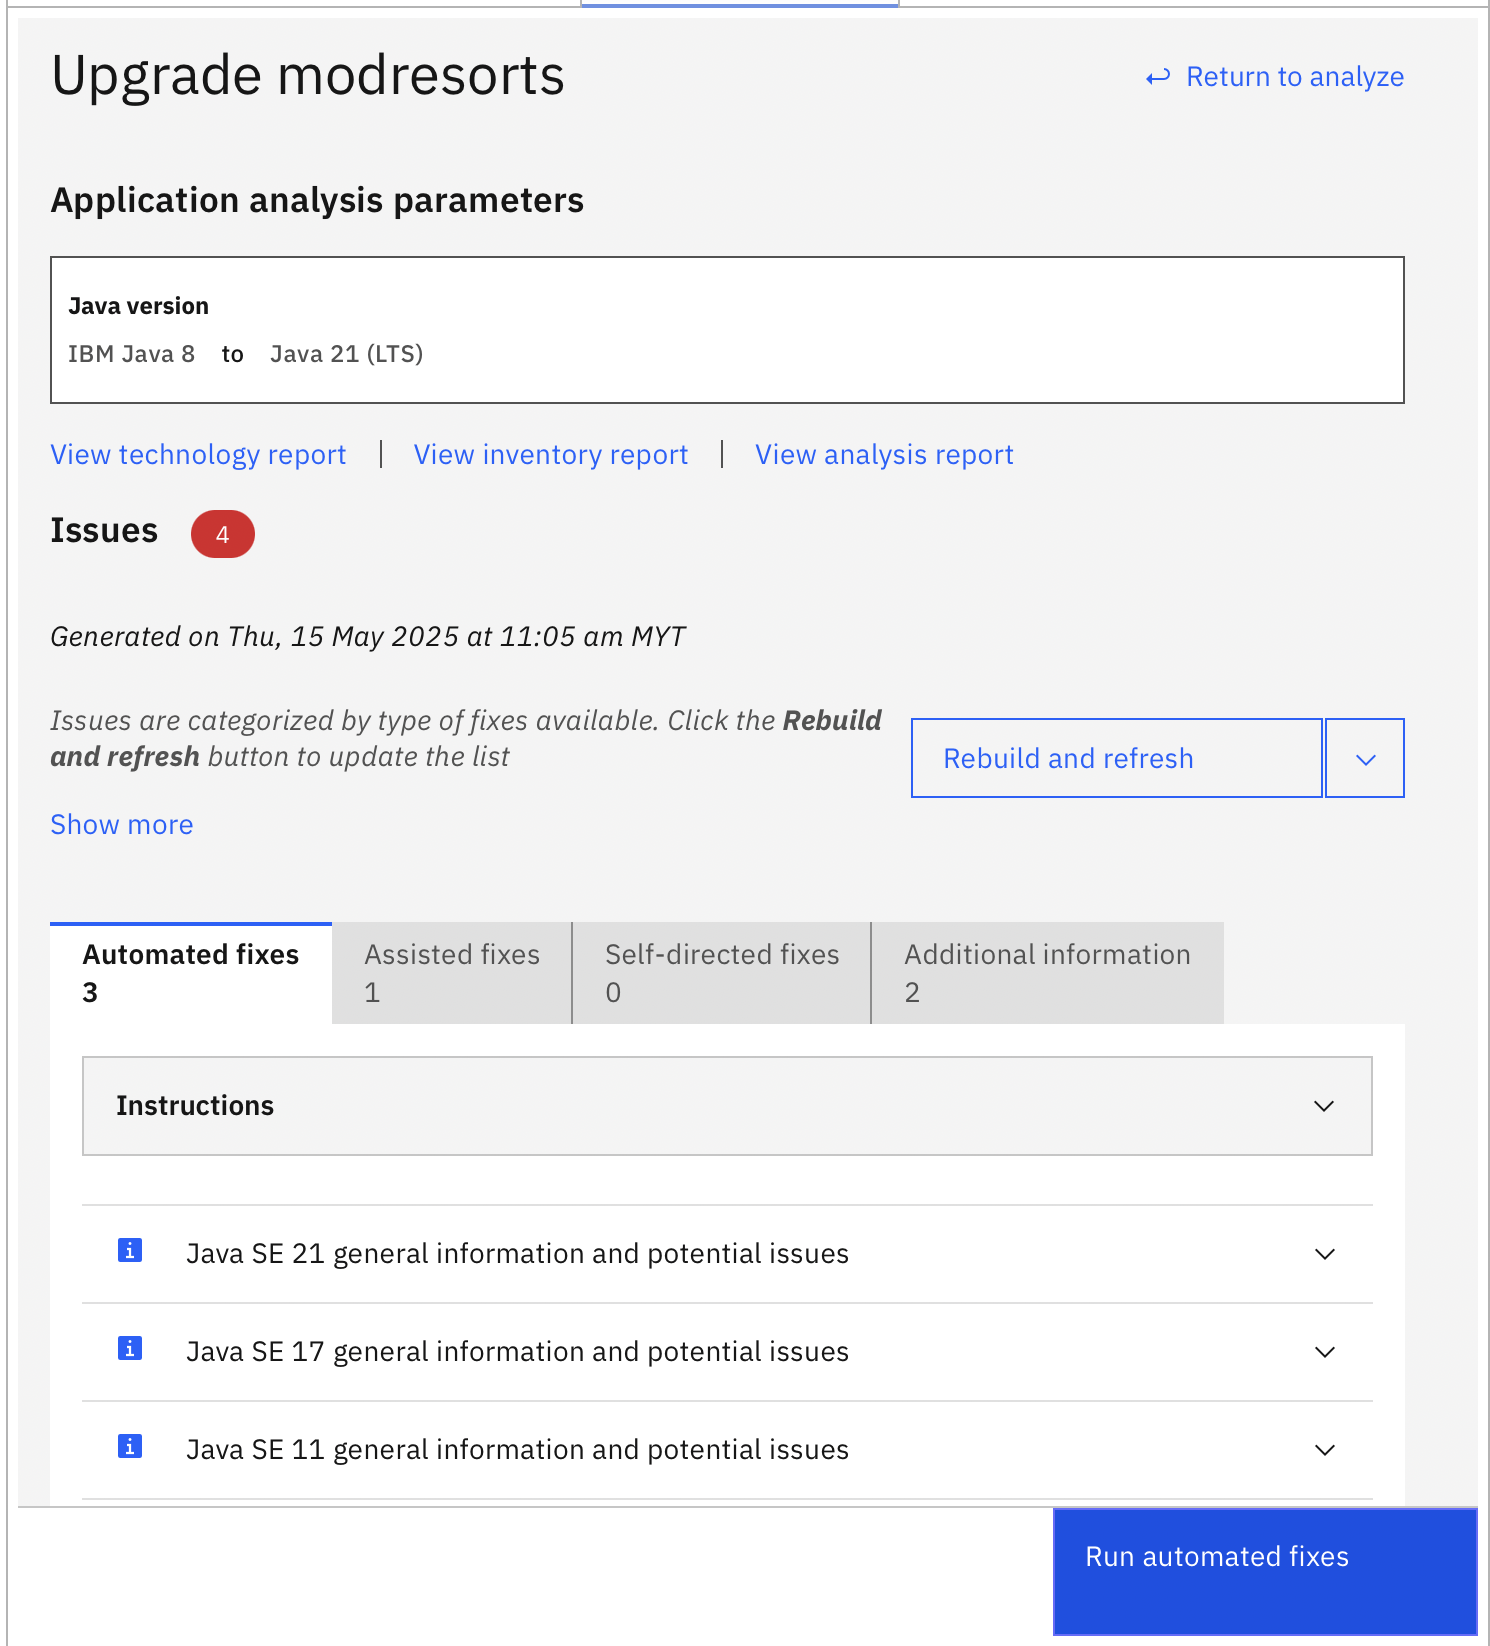 Upgrade modresorts
Return to analyze
Application analysis parameters
Java version
IBM Java 8 to Java 21 (LTS)
View technology report | View inventory report | View analysis report
Issues 4
Generated on Thu, 15 May 2025 at 11:05 am MYT
Issues are categorized by type of fixes available. Click the Rebuild
and refresh button to update the list
Rebuild and refresh
Show more
Automated fixes
3
Assisted fixes
1
Self-directed fixes
0
Additional information
2
Instructions
Java SE 21 general information and potential issues
Java SE 17 general information and potential issues
Java SE 11 general information and potential issues
Run automated fixes